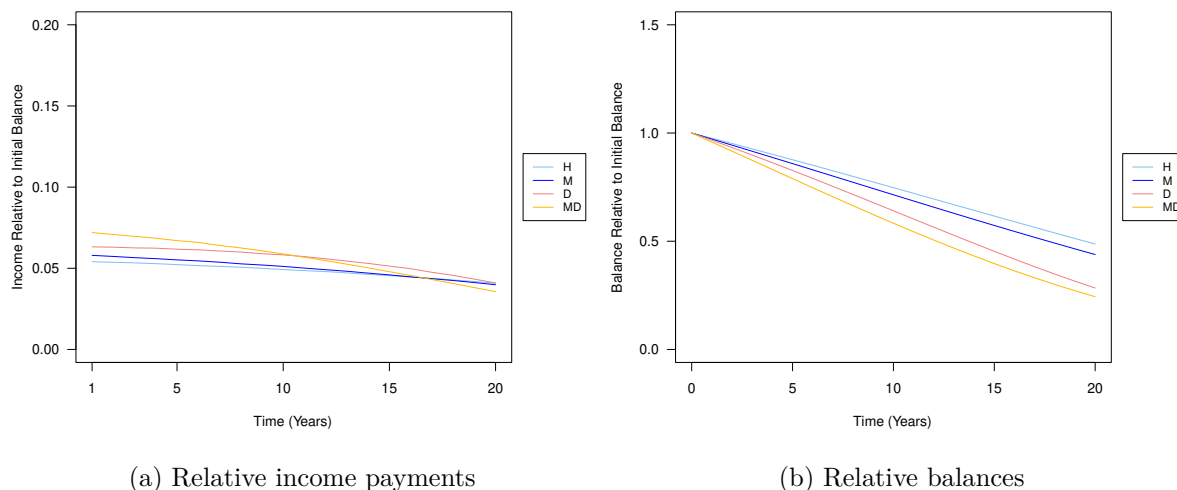 0.20
0.15
0.10
0.05
0.00
Income Relative to Initial Balance
1 5 10 15 20
Time (Years)
H
M
D
MD
(a) Relative income payments
1.5
1.0
0.5
0.0
Balance Relative to Initial Balance
0 5 10 15 20
Time (Years)
H
M
D
MD
(b) Relative balances